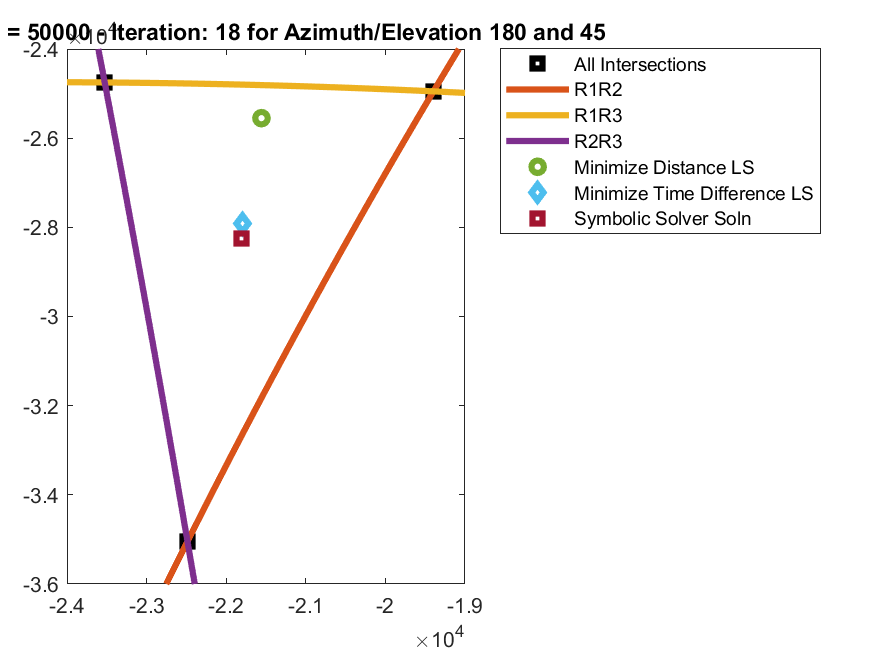 = 50000 - Iteration: 18 for Azimuth/Elevation 180 and 45
×10⁴
-2.4
-2.6
-2.8
-3
-3.2
-3.4
-3.6
-2.4 -2.3 -2.2 -2.1 -2 -1.9
×10⁴
All Intersections
R1R2
R1R3
R2R3
Minimize Distance LS
Minimize Time Difference LS
Symbolic Solver Soln